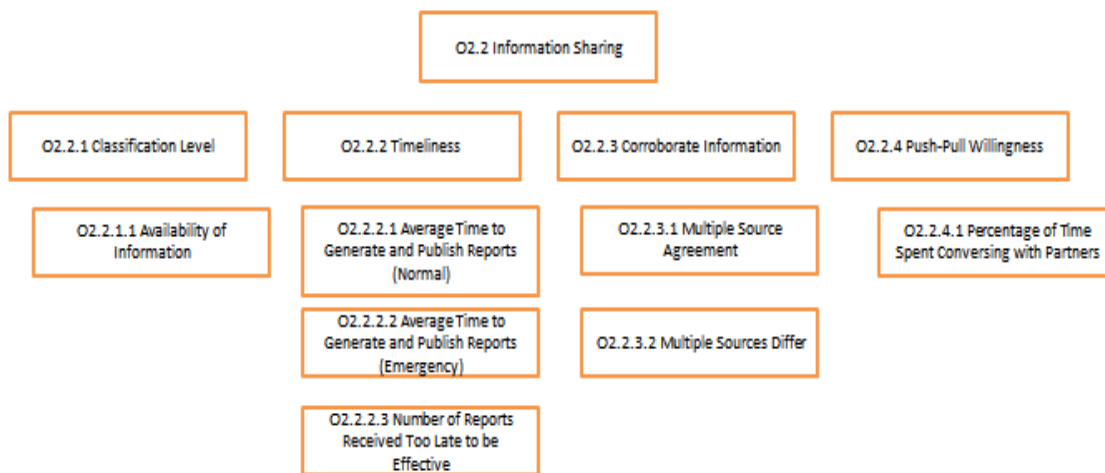 O2.2 Information Sharing
O2.2.1 Classification Level
O2.2.2 Timeliness
O2.2.3 Corroborate Information
O2.2.4 Push-Pull Willingness
O2.2.1.1 Availability of
Information
O2.2.2.1 Average Time to
Generate and Publish Reports
(Normal)
O2.2.3.1 Multiple Source
Agreement
O2.2.4.1 Percentage of Time
Spent Conversing with Partners
O2.2.2.2 Average Time to
Generate and Publish Reports
(Emergency)
O2.2.3.2 Multiple Sources Differ
O2.2.2.3 Number of Reports
Received Too Late to be
Effective